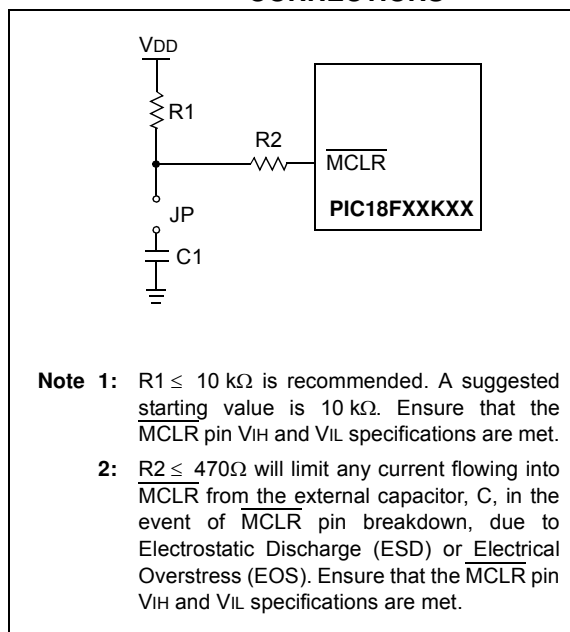 VDD
R1
R2
MCLR
PIC18FXXKXX
JP
C1
Note 1: R1 ≤ 10 kΩ is recommended. A suggested
starting value is 10 kΩ. Ensure that the
MCLR pin VIH and VIL specifications are met.
2: R2 ≤ 470Ω will limit any current flowing into
MCLR from the external capacitor, C, in the
event of MCLR pin breakdown, due to
Electrostatic Discharge (ESD) or Electrical
Overstress (EOS). Ensure that the MCLR pin
VIH and VIL specifications are met.